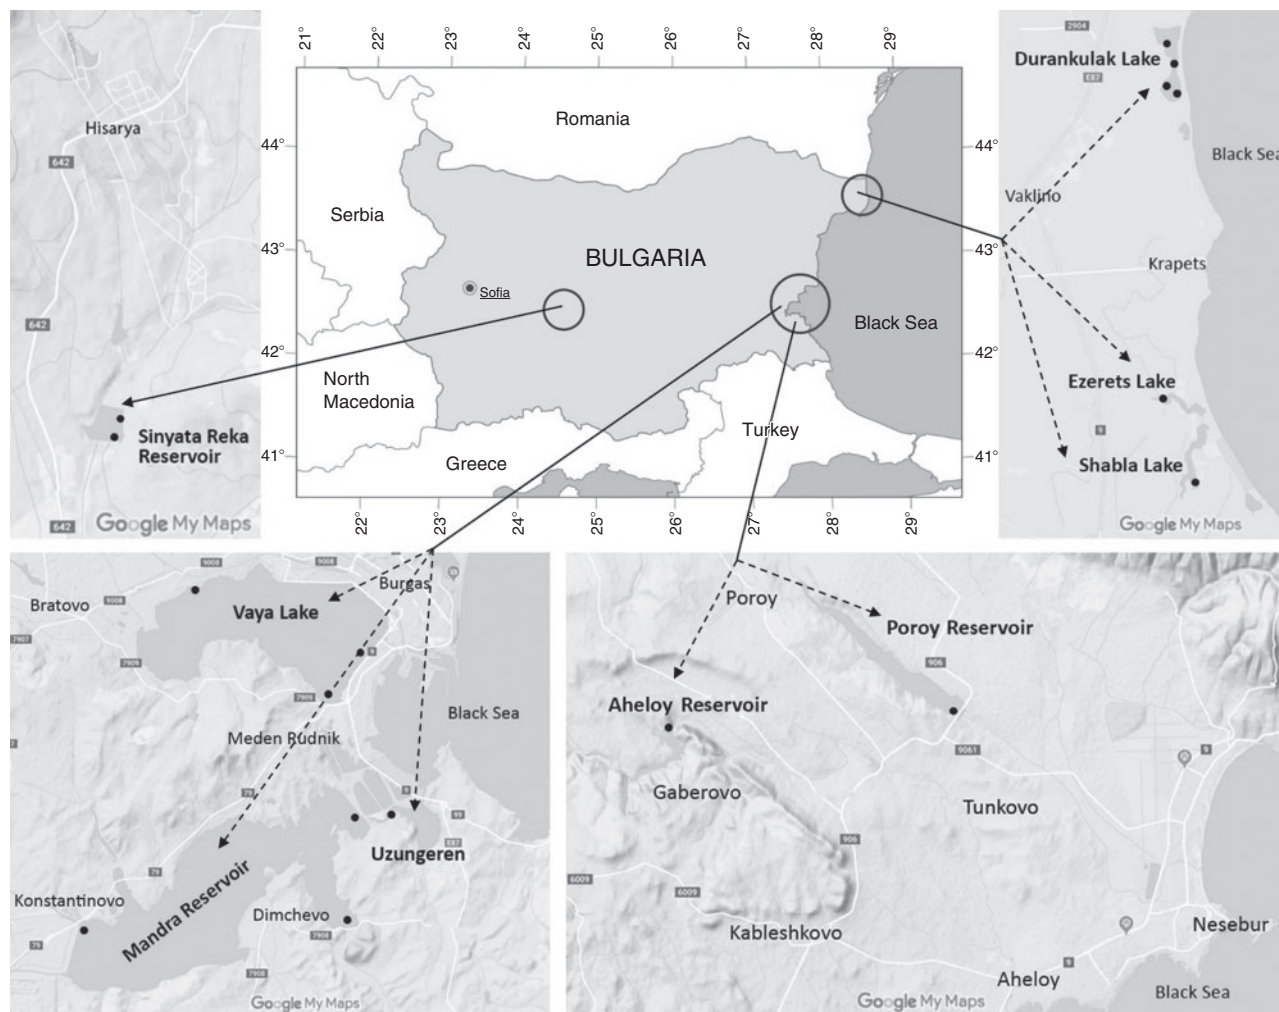 Hisarya
642
642
Sinyata Reka
Reservoir
642
Google My Maps
21°
22°
23°
24°
25°
26°
27°
28°
29°
44°
43°
42°
41°
Romania
Serbia
BULGARIA
Sofia
Black Sea
North
Macedonia
Turkey
Greece
44°
43°
42°
41°
22°
23°
24°
25°
26°
27°
28°
29°
2904
Durankulak Lake
E87
Black Sea
Vaklino
Krapets
Ezerets Lake
9
Shabla Lake
Google My Maps
9008
9008
Burgas
Bratovo
9008
Vaya Lake
7907
7909
9
7909
Black Sea
Meden Rudnik
79
9
99
E87
Uzungeren
79
Konstantinovo
Mandra Reservoir
Dimchevo
7908
79
7908
Google My Maps
Poroy
Poroy Reservoir
906
Aheloy Reservoir
9061
9
Gaberovo
Tunkovo
906
6009
6009
Kableshkovo
Nesebur
9
Aheloy
Black Sea
Google My Maps